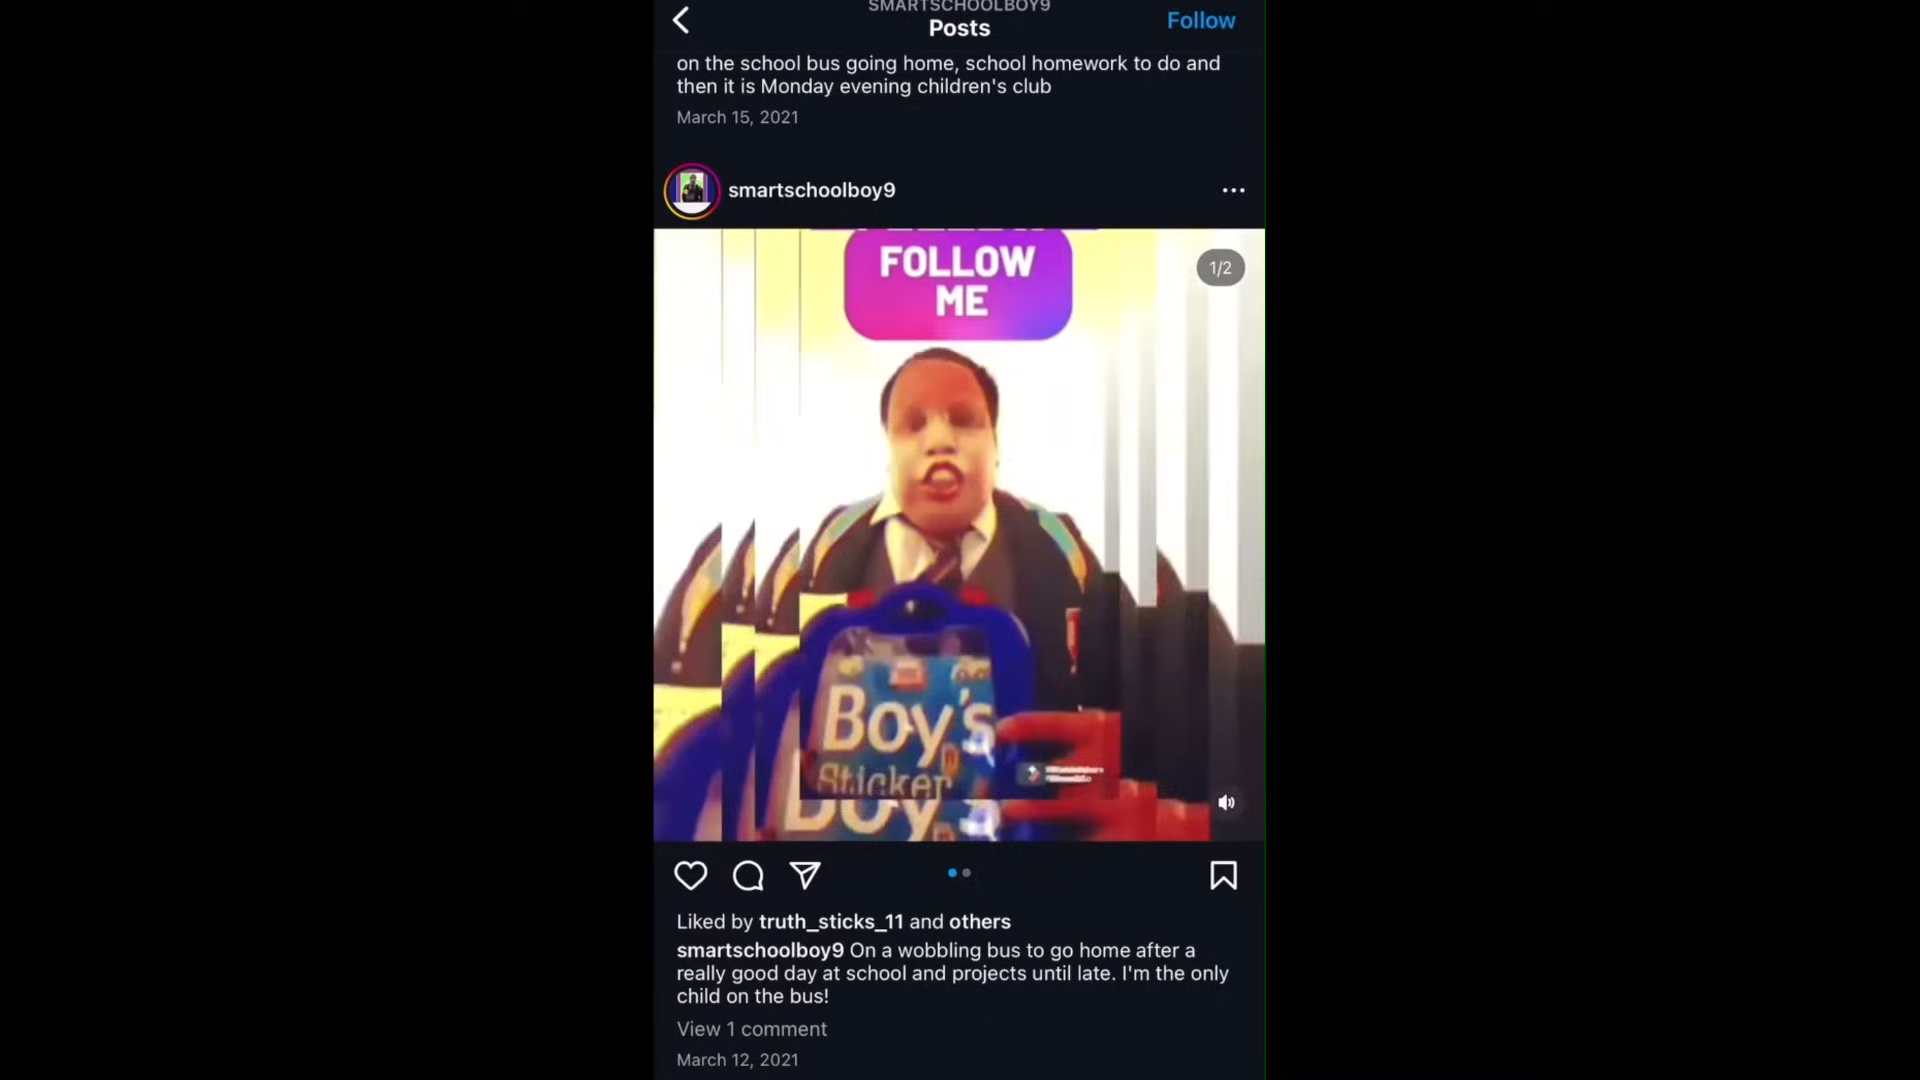 SMARTSCHOOLBOY9
Posts
Follow
on the school bus going home, school homework to do and
then it is Monday evening children's club
March 15, 2021
smartschoolboy9
FOLLOW
ME
1/2
Boy's
Sticker
Boy's
Liked by truth_sticks_11 and others
smartschoolboy9 On a wobbling bus to go home after a
really good day at school and projects until late. I'm the only
child on the bus!
View 1 comment
March 12, 2021